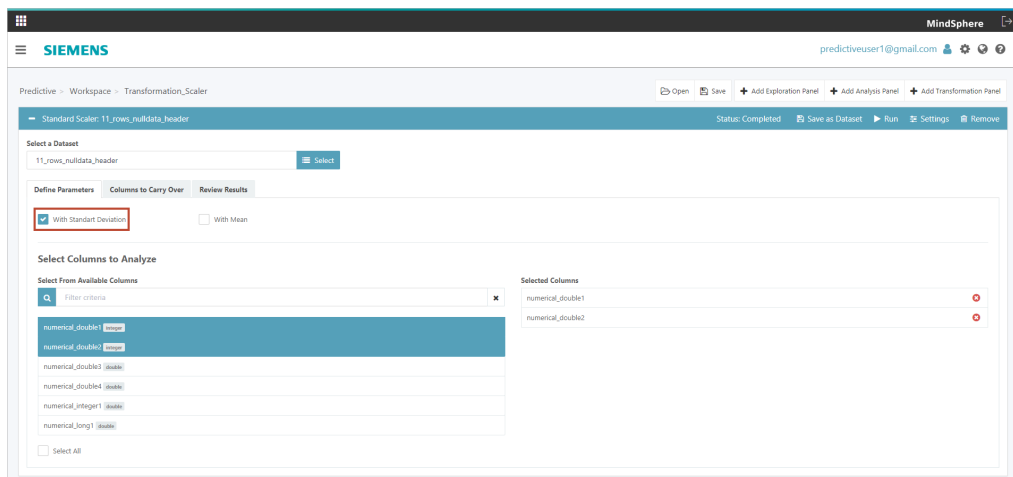 MindSphere
SIEMENS
predictiveuser1@gmail.com
Predictive > Workspace > Transformation_Scaler
Open Save Add Exploration Panel Add Analysis Panel Add Transformation Panel
Standard Scaler: 11_rows_nulldata_header
Status: Completed Save as Dataset Run Settings Remove
Select a Dataset
11_rows_nulldata_header Select
Define Parameters Columns to Carry Over Review Results
With Standart Deviation With Mean
Select Columns to Analyze
Select From Available Columns
Filter criteria
numerical_double1 integer
numerical_double2 integer
numerical_double3 double
numerical_double4 double
numerical_integer1 double
numerical_long1 double
Select All
Selected Columns
numerical_double1
numerical_double2